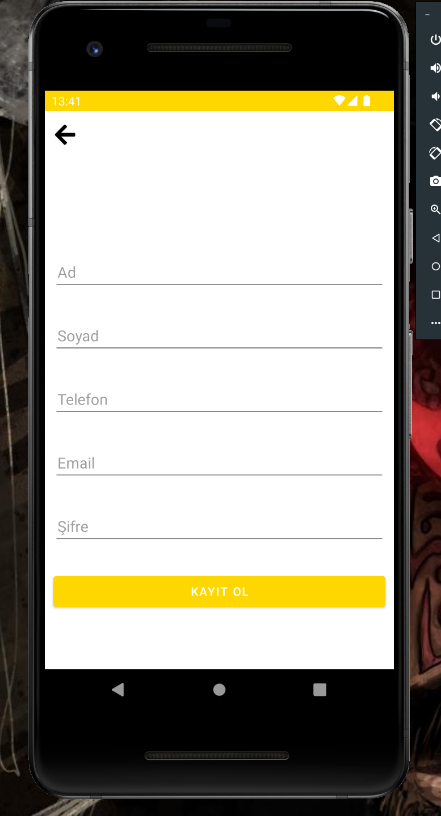 13:41
Ad
Soyad
Telefon
Email
Şifre
KAYIT OL